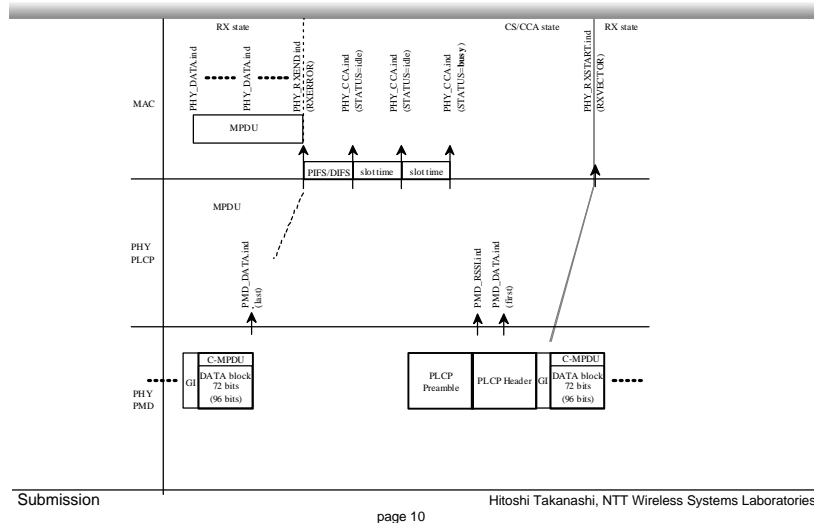 RX state
CS/CCA state
RX state
MAC
PHY_DATA.ind
PHY_DATA.ind
PHY_RXEND.ind
(RXERROR)
PHY_CCA.ind
(STATUS=idle)
PHY_CCA.ind
(STATUS=idle)
PHY_CCA.ind
(STATUS=busy)
PHY_RXSTART.ind
(RXVECTOR)
MPDU
PIFS/DIFS
slot time
slot time
MPDU
PHY
PLCP
PMD_DATA.ind
(last)
PMD_RSSI.ind
PMD_DATA.ind
(first)
PHY
PMD
GI
C-MPDU
DATA block
72 bits
(96 bits)
PLCP
Preamble
PLCP Header
GI
C-MPDU
DATA block
72 bits
(96 bits)
Submission
Hitoshi Takanashi, NTT Wireless Systems Laboratories
page 10